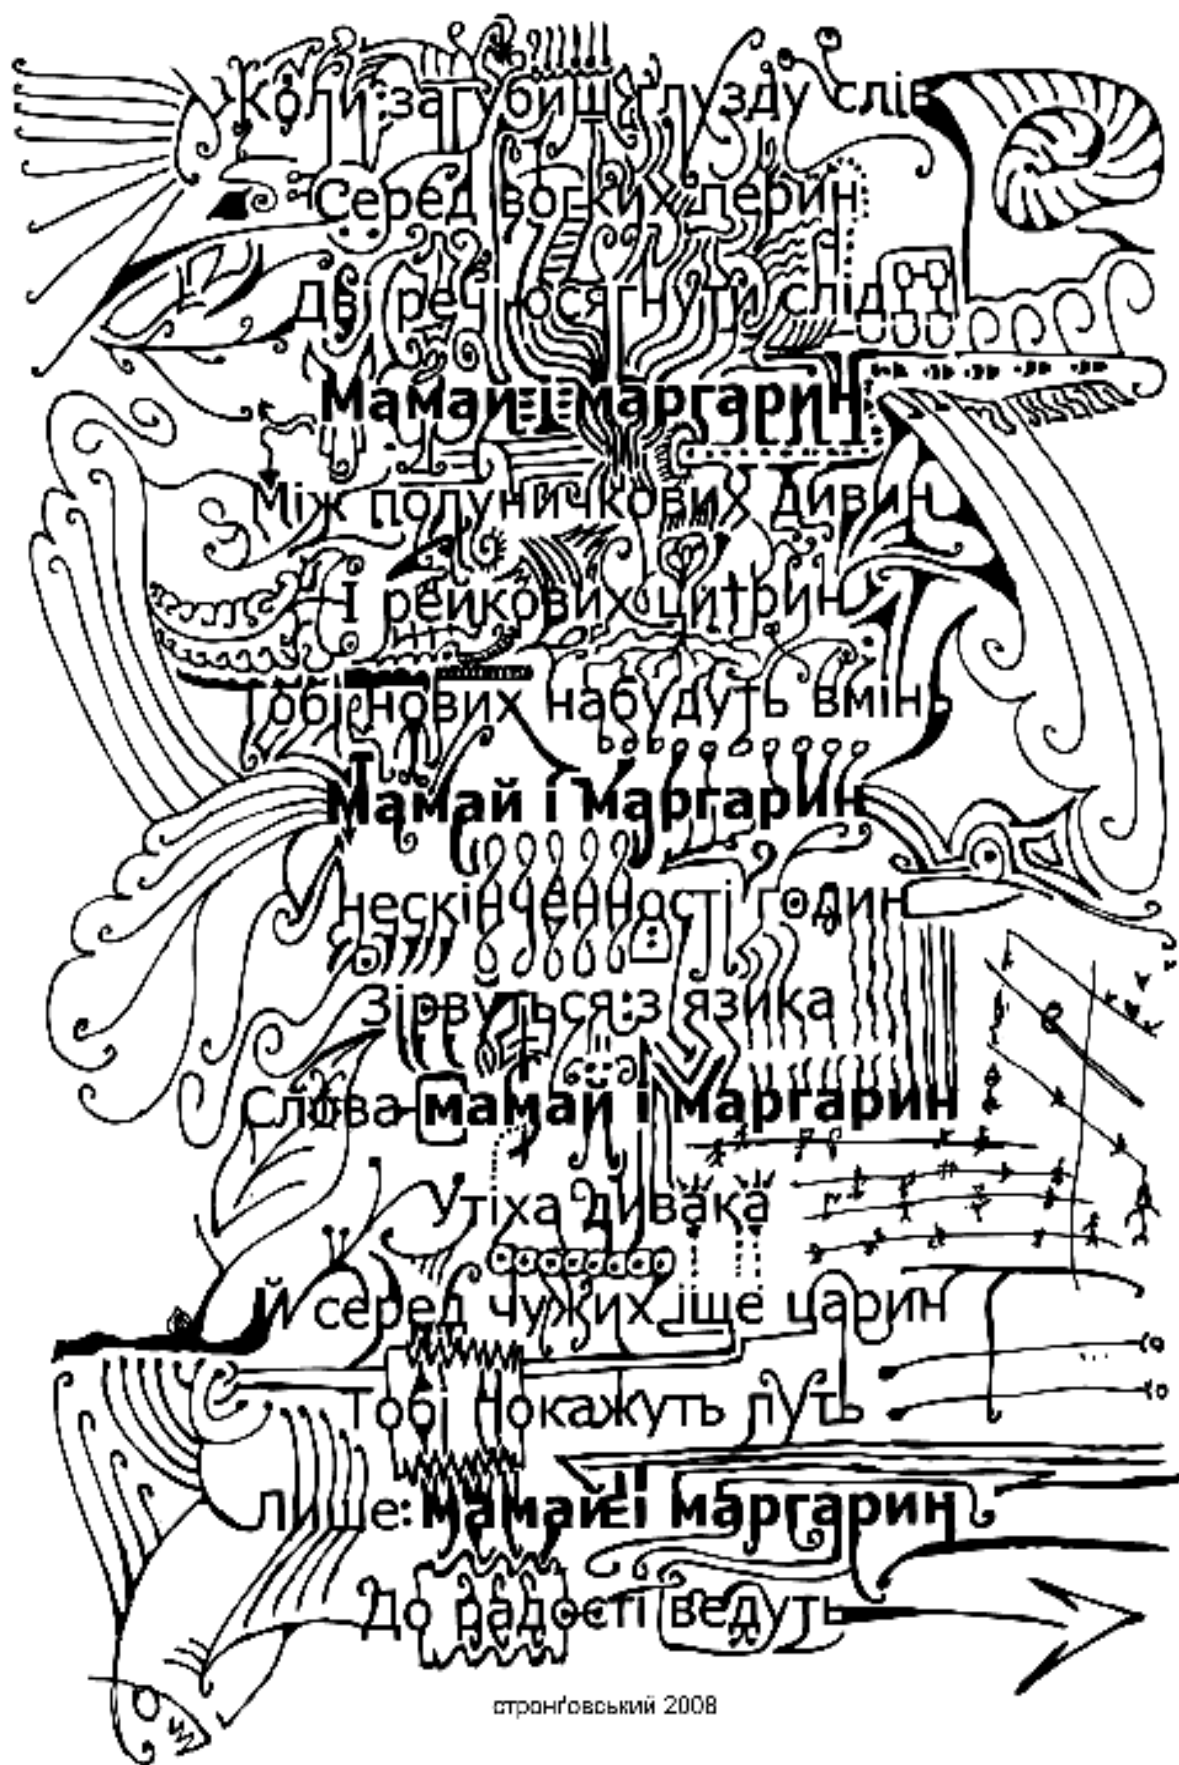 Коли загубиш глузду слів
Серед вогких перин
Дві речі осягнути слід
Мамай і маргарин
Між полуничкових дивин
І рейкових цитрин
Тобі нових набудуть вмінь
Мамай і маргарин
У нескінченності годин
Зірвуться з язика
Слова мамай і маргарин
Утіха дивака
Й серед чужих іще царин
Тобі покажуть путь
Лише: мамай і маргарин
До радості ведуть
стронґовський 2008